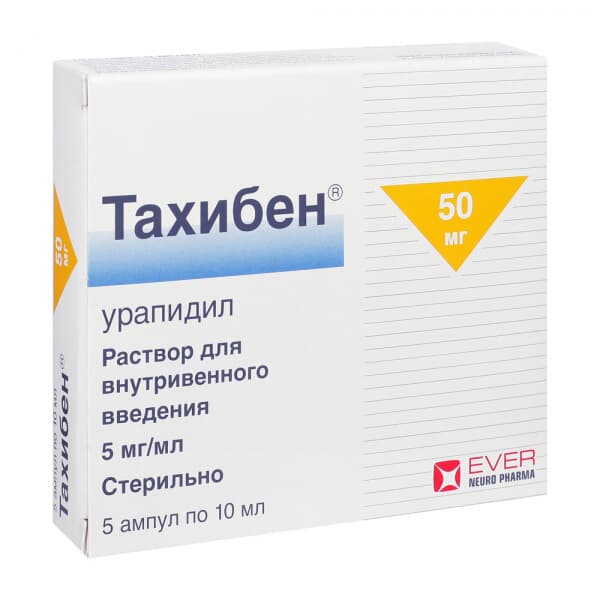 Тахибен®
50
мг
урапидил
Раствор для
внутривенного
введения
5 мг/мл
Стерильно
5 ампул по 10 мл
EVER
NEURO PHARMA
50 мг
Тахибен®
5 ампул по 10 мл